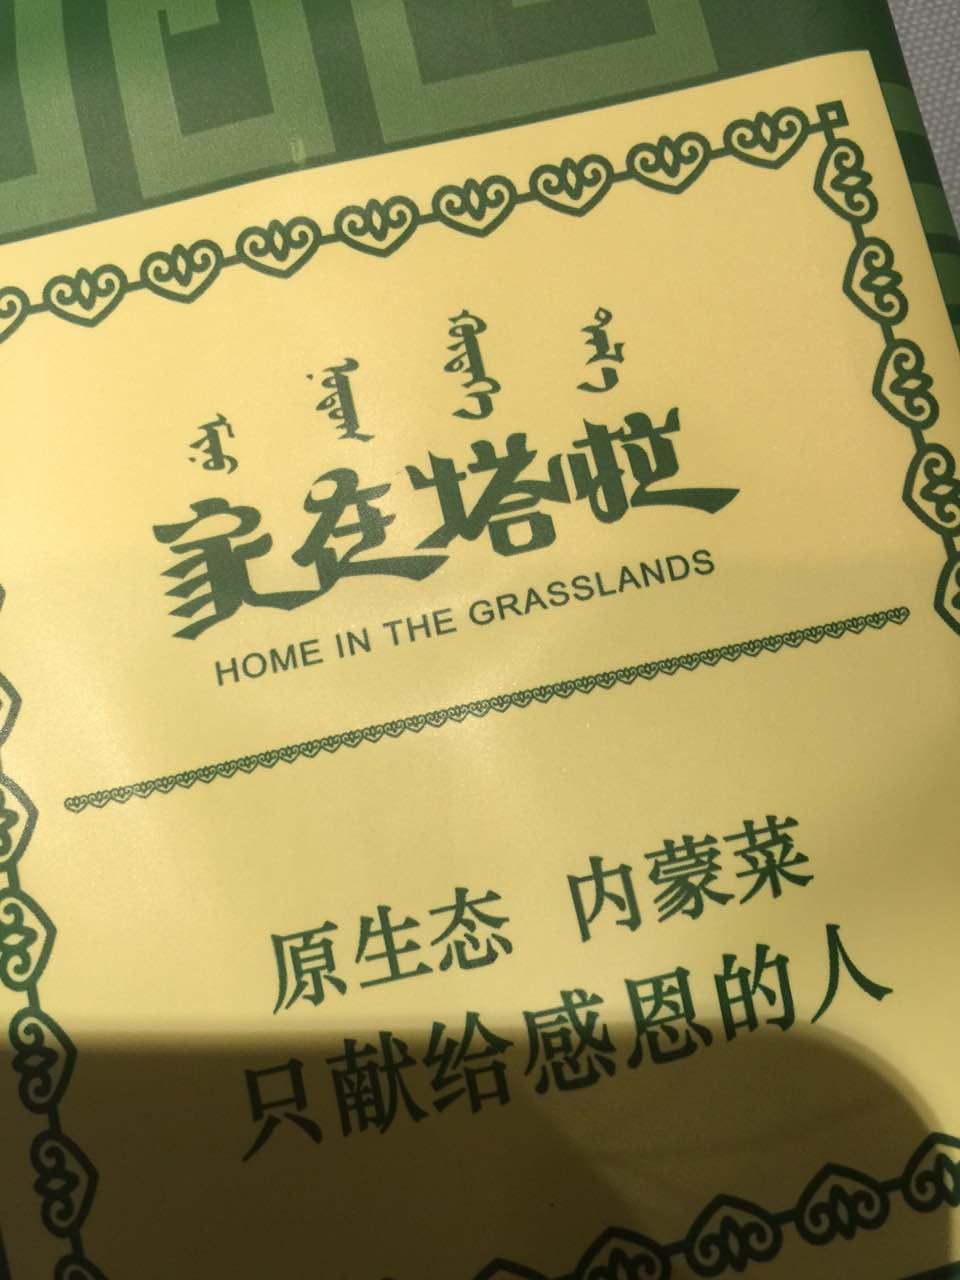 家在塔啦
HOME IN THE GRASSLANDS
原生态 内蒙菜
只献给感恩的人